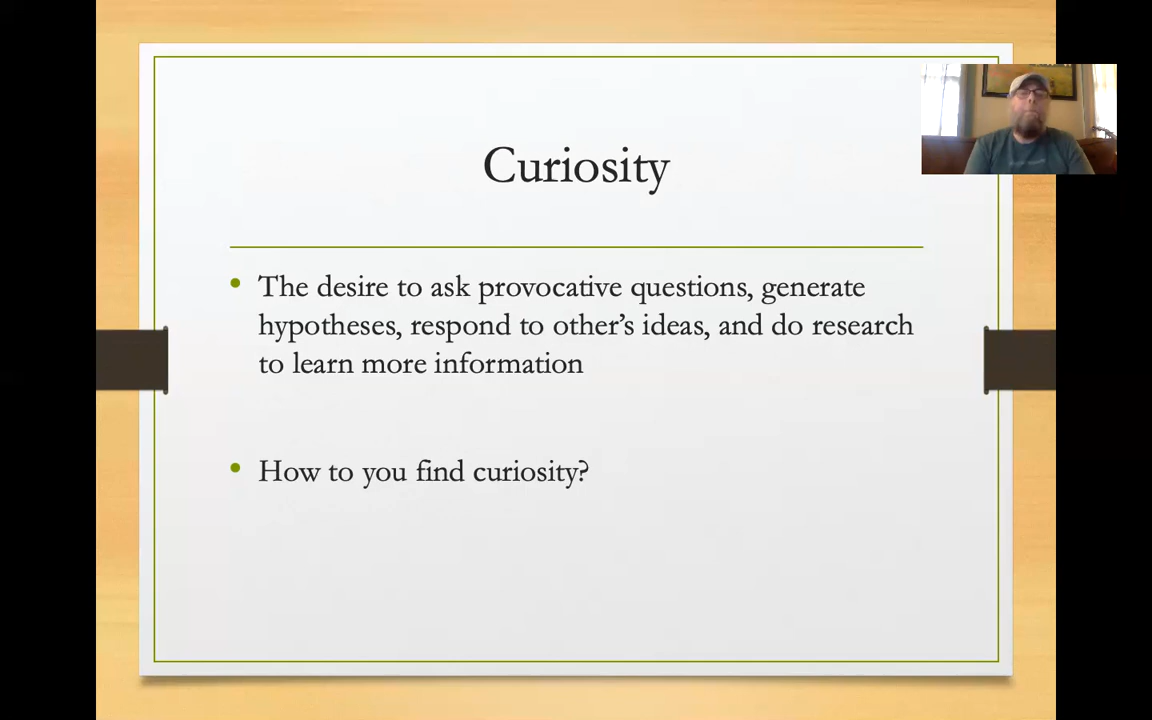 Curiosity
• The desire to ask provocative questions, generate
hypotheses, respond to other’s ideas, and do research
to learn more information
• How to you find curiosity?